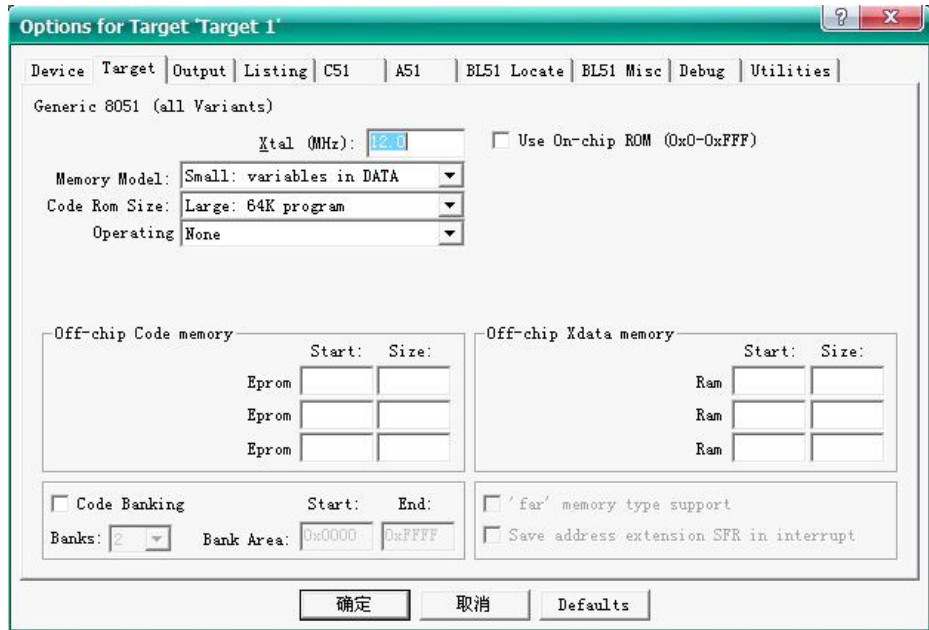 Options for Target 'Target 1'
Device Target Output Listing C51 A51 BL51 Locate BL51 Misc Debug Utilities
Generic 8051 (all Variants)
Xtal (MHz): 12.0 Use On-chip ROM (0x0-0xFFF)
Memory Model: Small: variables in DATA
Code Rom Size: Large: 64K program
Operating None
Off-chip Code memory Off-chip Xdata memory
Start: Size: Start: Size:
Eprom Ram
Eprom Ram
Eprom Ram
Code Banking Start: End: 'far' memory type support
Banks: 2 Bank Area: 0x0000 0xFFFF Save address extension SFR in interrupt
确定 取消 Defaults